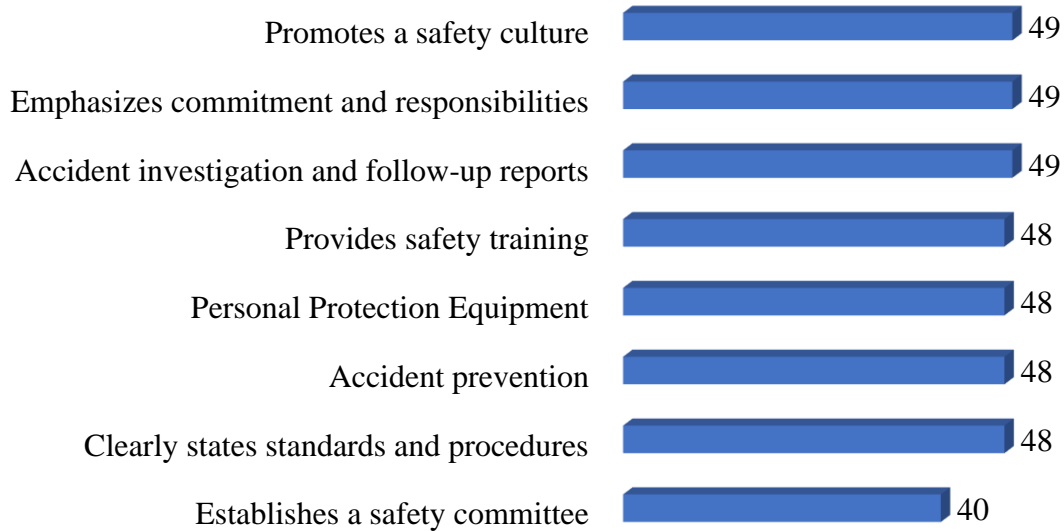 Promotes a safety culture 49
Emphasizes commitment and responsibilities 49
Accident investigation and follow-up reports 49
Provides safety training 48
Personal Protection Equipment 48
Accident prevention 48
Clearly states standards and procedures 48
Establishes a safety committee 40